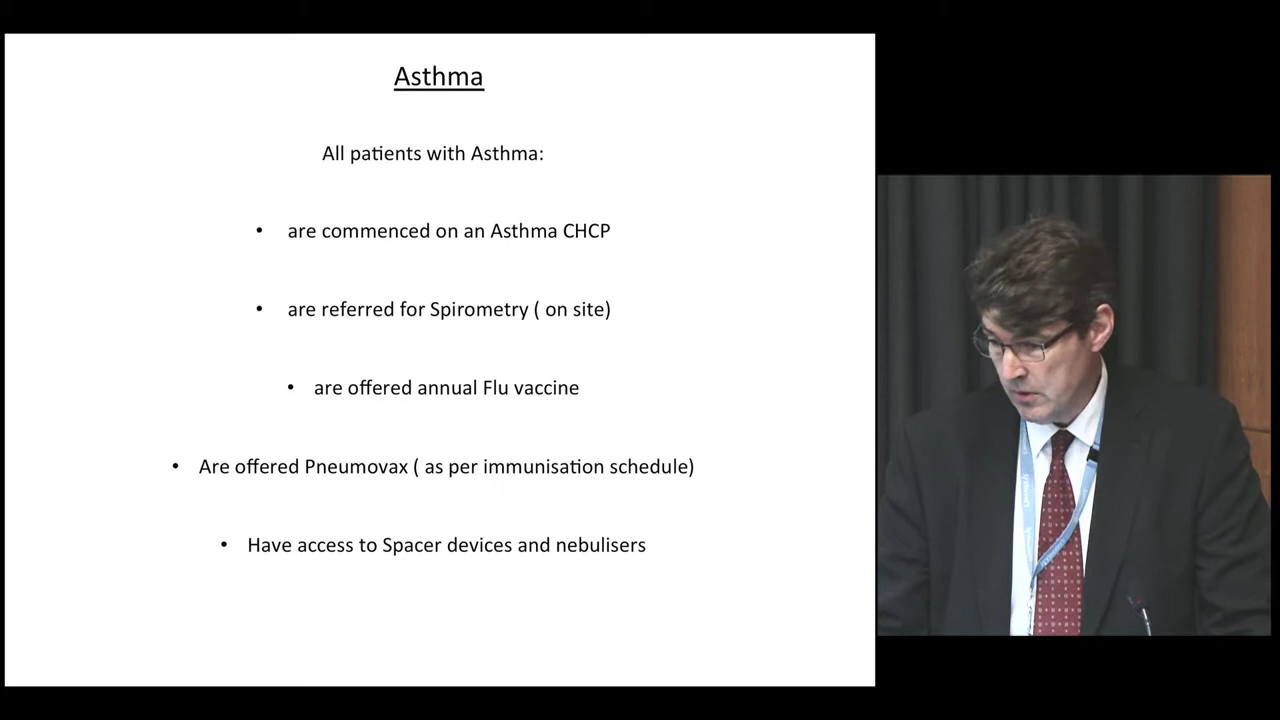 Asthma
All patients with Asthma:
• are commenced on an Asthma CHCP
• are referred for Spirometry ( on site)
• are offered annual Flu vaccine
• Are offered Pneumovax ( as per immunisation schedule)
• Have access to Spacer devices and nebulisers